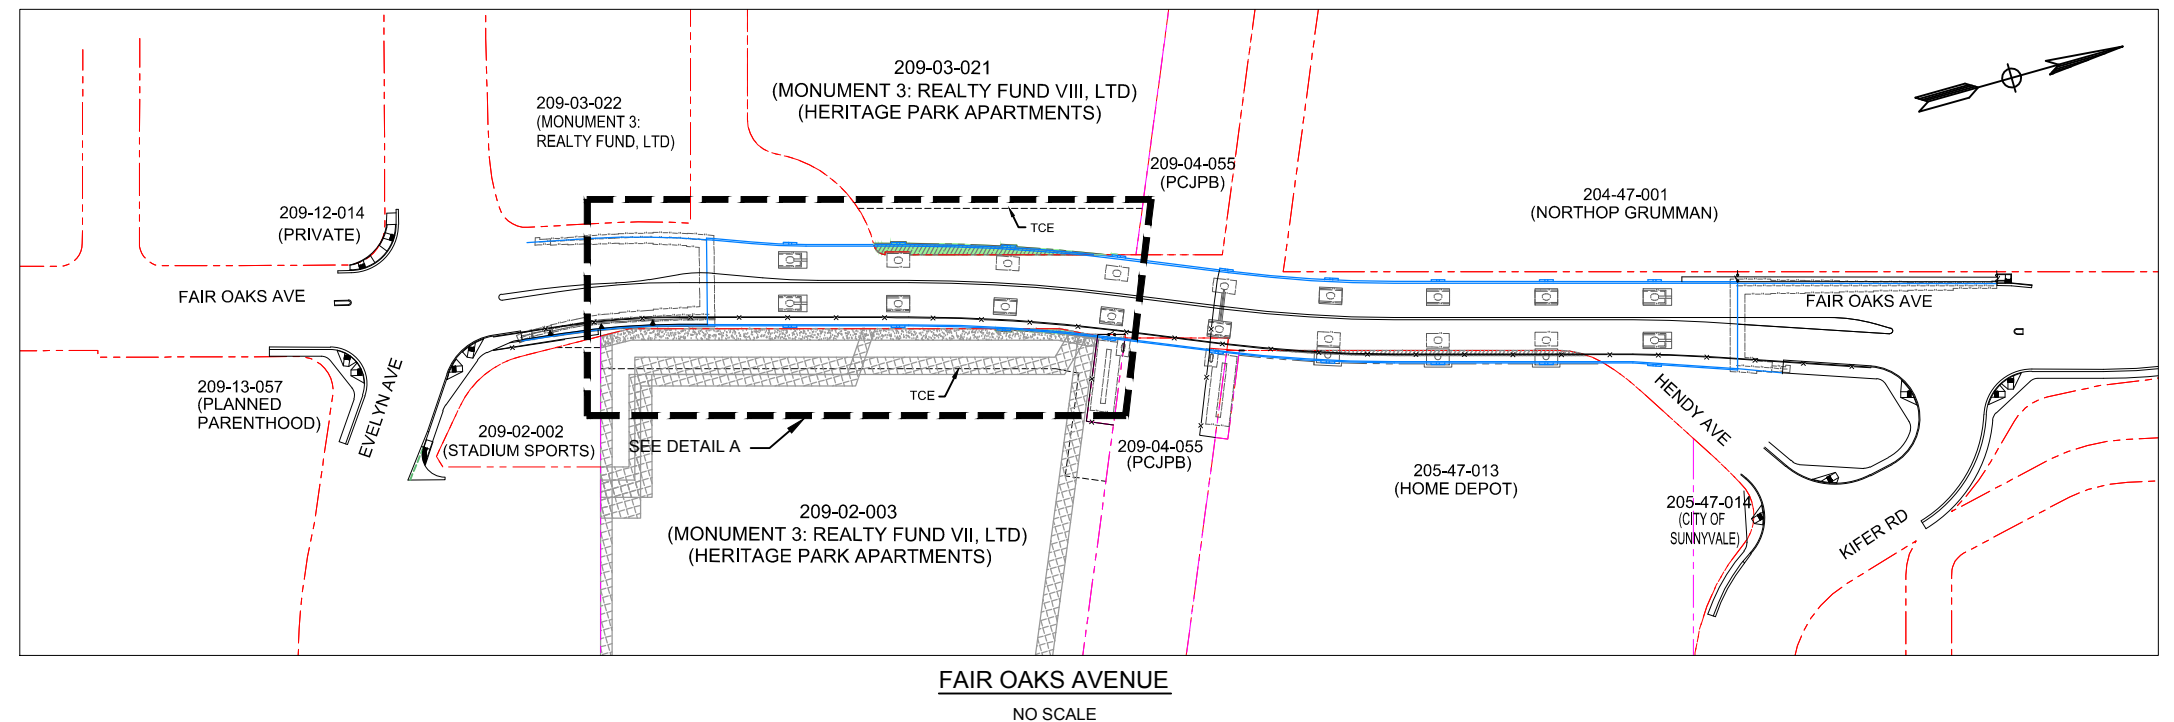 209-03-021
(MONUMENT 3: REALTY FUND VIII, LTD)
(HERITAGE PARK APARTMENTS)
209-03-022
(MONUMENT 3:
REALTY FUND, LTD)
209-04-055
(PCJPB)
204-47-001
(NORTHOP GRUMMAN)
209-12-014
(PRIVATE)
TCE
FAIR OAKS AVE
FAIR OAKS AVE
209-13-057
(PLANNED
PARENTHOOD)
EVELYN AVE
TCE
HENDY AVE
209-02-002
(STADIUM SPORTS)
SEE DETAIL A
209-04-055
(PCJPB)
205-47-013
(HOME DEPOT)
209-02-003
(MONUMENT 3: REALTY FUND VII, LTD)
(HERITAGE PARK APARTMENTS)
205-47-014
(CITY OF
SUNNYVALE)
KIFER RD
FAIR OAKS AVENUE
NO SCALE